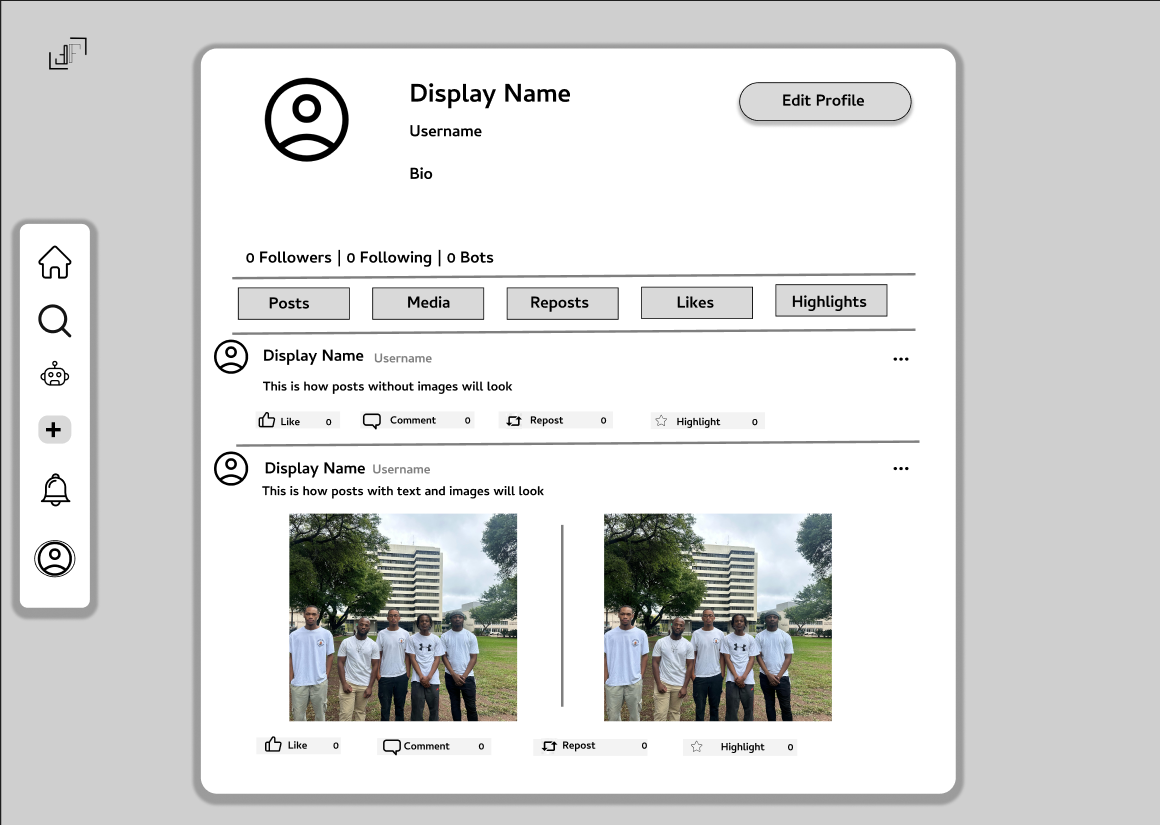 Display Name
Edit Profile
Username
Bio
0 Followers | 0 Following | 0 Bots
Posts Media Reposts Likes Highlights
Display Name Username
This is how posts without images will look
Like 0 Comment 0 Repost 0 Highlight 0
Display Name Username
This is how posts with text and images will look
Like 0 Comment 0 Repost 0 Highlight 0